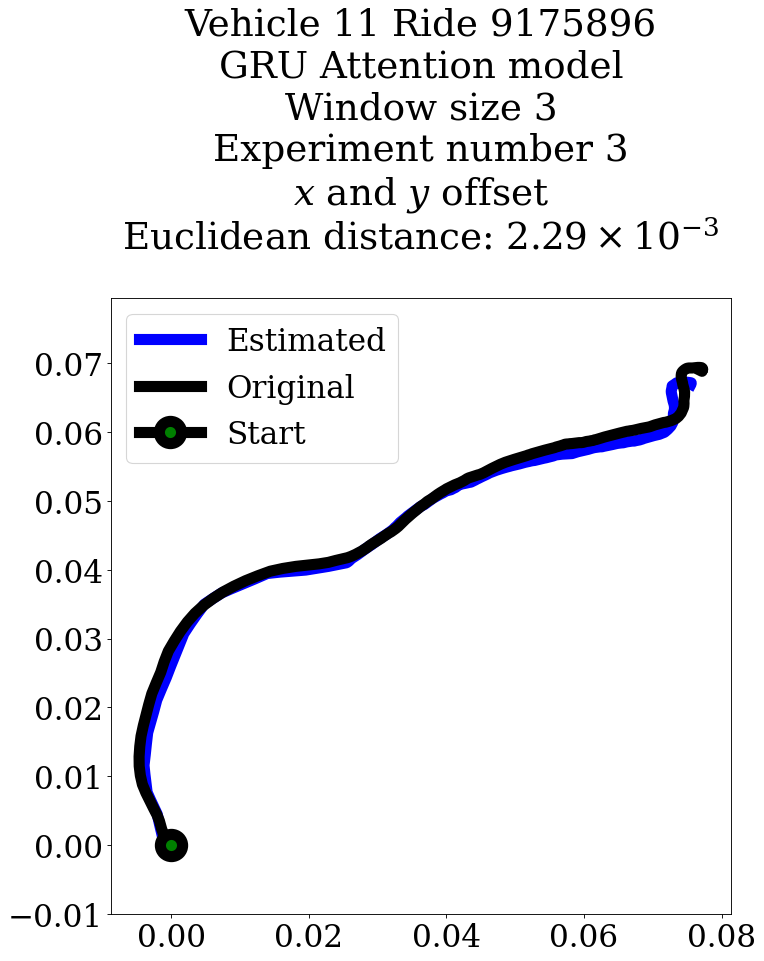 Vehicle 11 Ride 9175896
GRU Attention model
Window size 3
Experiment number 3
x and y offset
Euclidean distance: 2.29 × 10⁻³
Estimated
Original
Start
0.07
0.06
0.05
0.04
0.03
0.02
0.01
0.00
−0.01
0.00 0.02 0.04 0.06 0.08